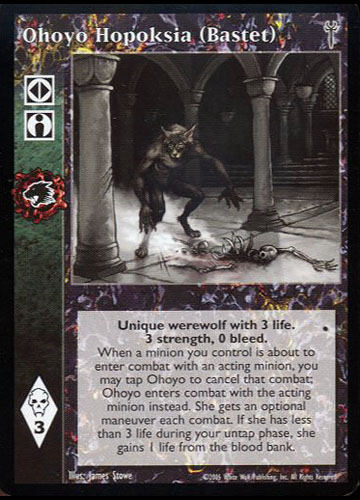 Ohoyo Hopoksia (Bastet)
Unique werewolf with 3 life.
3 strength, 0 bleed.
When a minion you control is about to
enter combat with an acting minion, you
may tap Ohoyo to cancel that combat;
Ohoyo enters combat with the acting
minion instead. She gets an optional
maneuver each combat. If she has less
than 3 life during your untap phase, she
gains 1 life from the blood bank.
3
Illus: James Stowe
©2005 White Wolf Publishing, Inc. All Rights Reserved.